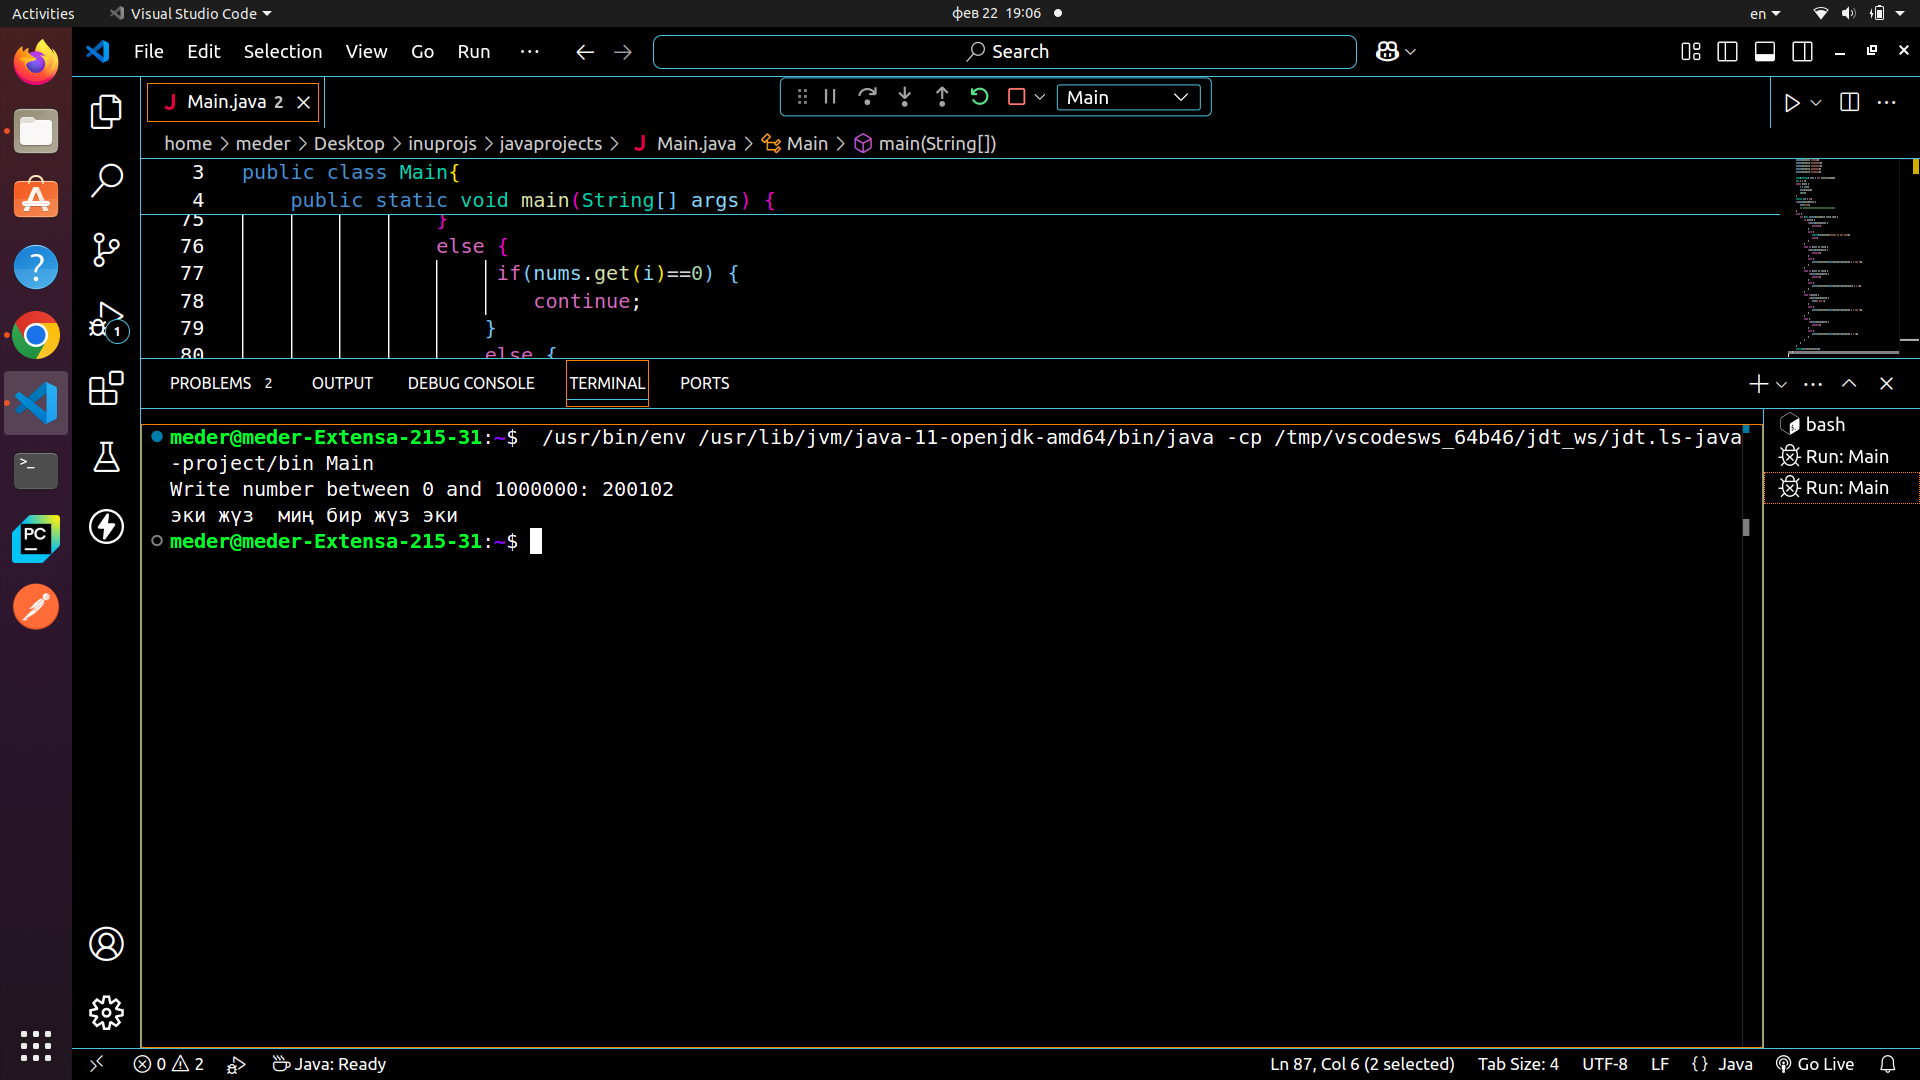 Activities Visual Studio Code фев 22 19:06 en
File Edit Selection View Go Run ... Search
J Main.java 2 Main
home > meder > Desktop > inuprojs > javaprojects > J Main.java > Main > main(String[])
3 public class Main{
4 public static void main(String[] args) {
75 }
76 else {
77 if(nums.get(i)==0) {
78 continue;
79 }
80 else {
PROBLEMS 2 OUTPUT DEBUG CONSOLE TERMINAL PORTS
meder@meder-Extensa-215-31:~$ /usr/bin/env /usr/lib/jvm/java-11-openjdk-amd64/bin/java -cp /tmp/vscodesws_64b46/jdt_ws/jdt.ls-java
-project/bin Main
Write number between 0 and 1000000: 200102
эки жүз  миң бир жүз эки
meder@meder-Extensa-215-31:~$
bash
Run: Main
Run: Main
1
PC
0 2 Java: Ready Ln 87, Col 6 (2 selected) Tab Size: 4 UTF-8 LF {} Java Go Live